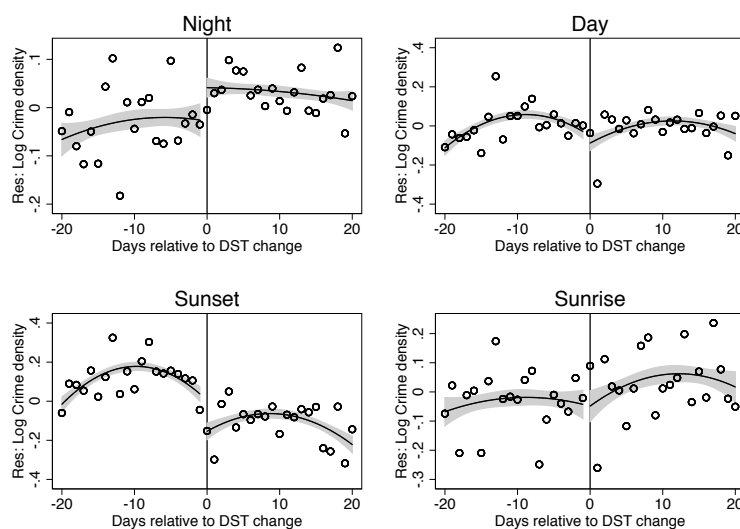 Night
Res: Log Crime density
.1
0
-.1
-.2
-20 -10 0 10 20
Days relative to DST change
Day
Res: Log Crime density
.4
.2
0
-.2
-.4
-20 -10 0 10 20
Days relative to DST change
Sunset
Res: Log Crime density
.4
.2
0
-.2
-.4
-20 -10 0 10 20
Days relative to DST change
Sunrise
Res: Log Crime density
.2
.1
0
-.1
-.2
-.3
-20 -10 0 10 20
Days relative to DST change